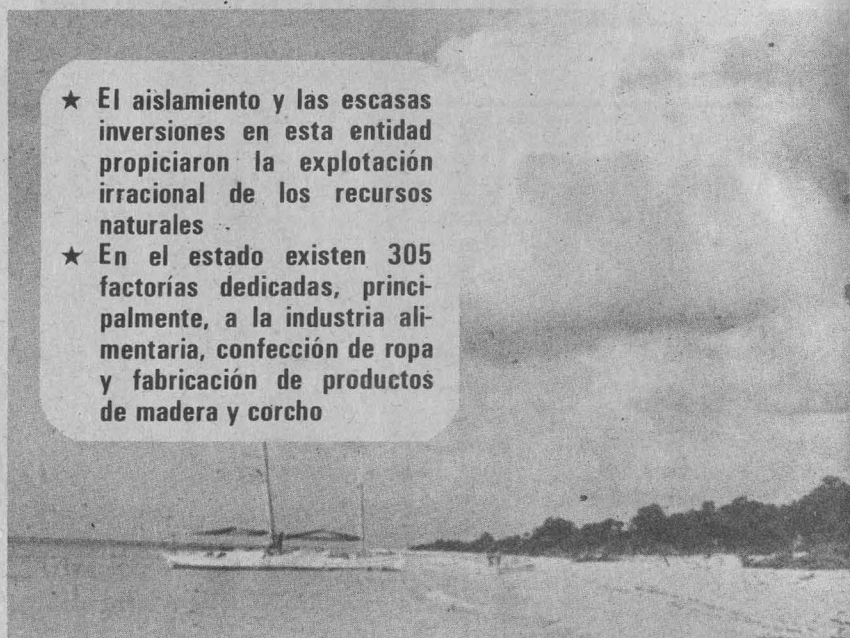 ★ El aislamiento y las escasas
inversiones en esta entidad
propiciaron la explotación
irracional de los recursos
naturales
★ En el estado existen 305
factorías dedicadas, princi-
palmente, a la industria ali-
mentaria, confección de ropa
y fabricación de productos
de madera y corcho